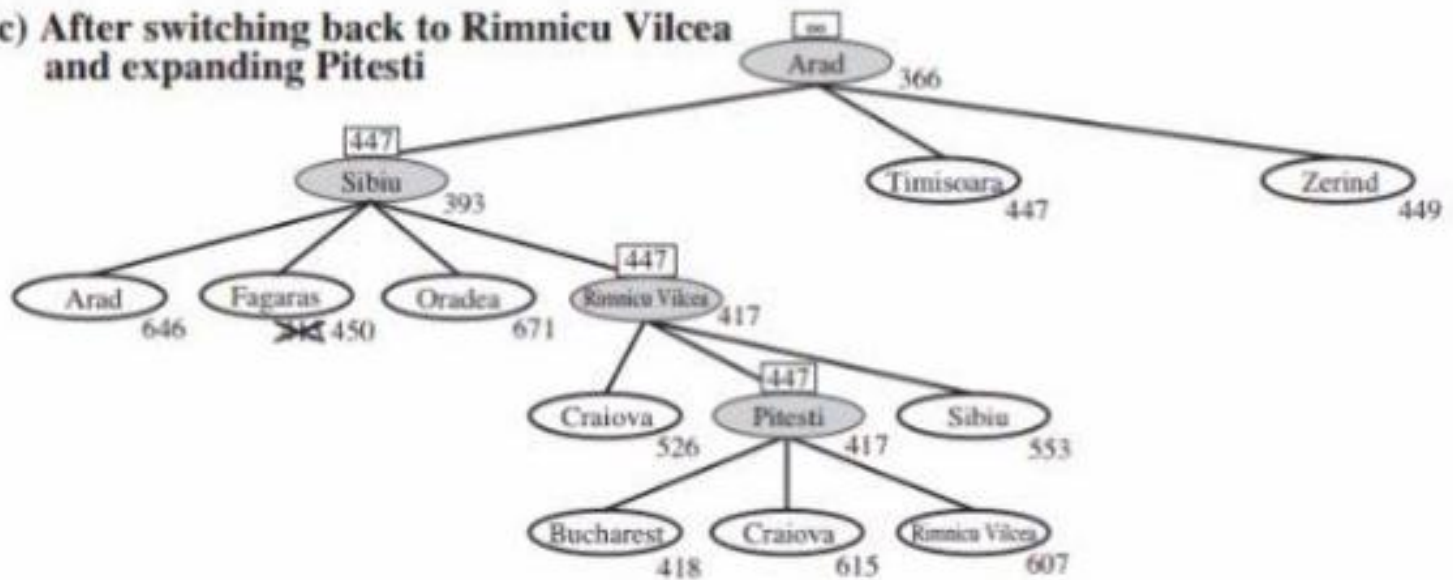 c) After switching back to Rimnicu Vilcea
and expanding Pitesti
∞
Arad
366
447
Sibiu
393
Timisoara
447
Zerind
449
Arad
646
Fagaras
450
Oradea
671
447
Rimnicu Vilcea
417
Craiova
526
447
Pitesti
417
Sibiu
553
Bucharest
418
Craiova
615
Rimnicu Vilcea
607